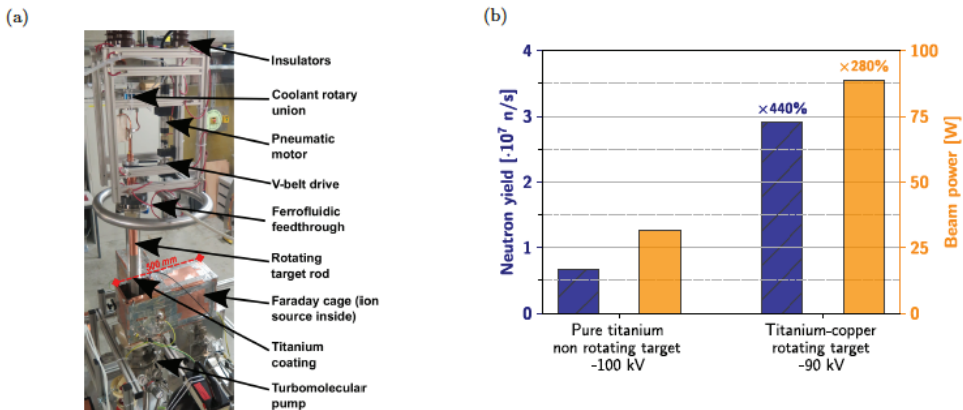 (a)
Insulators
Coolant rotary
union
Pneumatic
motor
V-belt drive
Ferrofluidic
feedthrough
Rotating
target rod
500 mm
Faraday cage (ion
source inside)
Titanium
coating
Turbomolecular
pump
(b)
Neutron yield [·10⁷ n/s]
4
3
2
1
0
×440%
×280%
100
75
50
25
0
Beam power [W]
Pure titanium
non rotating target
-100 kV
Titanium-copper
rotating target
-90 kV